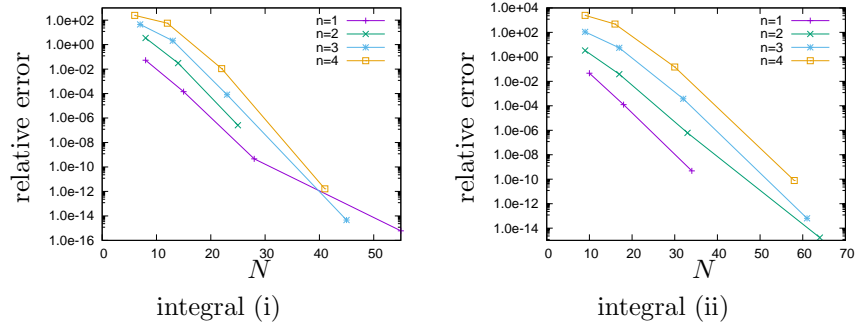 1.0e+02
1.0e+00
1.0e-02
1.0e-04
1.0e-06
1.0e-08
1.0e-10
1.0e-12
1.0e-14
1.0e-16
relative error
n=1
n=2
n=3
n=4
0 10 20 30 40 50
N
integral (i)
1.0e+04
1.0e+02
1.0e+00
1.0e-02
1.0e-04
1.0e-06
1.0e-08
1.0e-10
1.0e-12
1.0e-14
relative error
n=1
n=2
n=3
n=4
0 10 20 30 40 50 60 70
N
integral (ii)